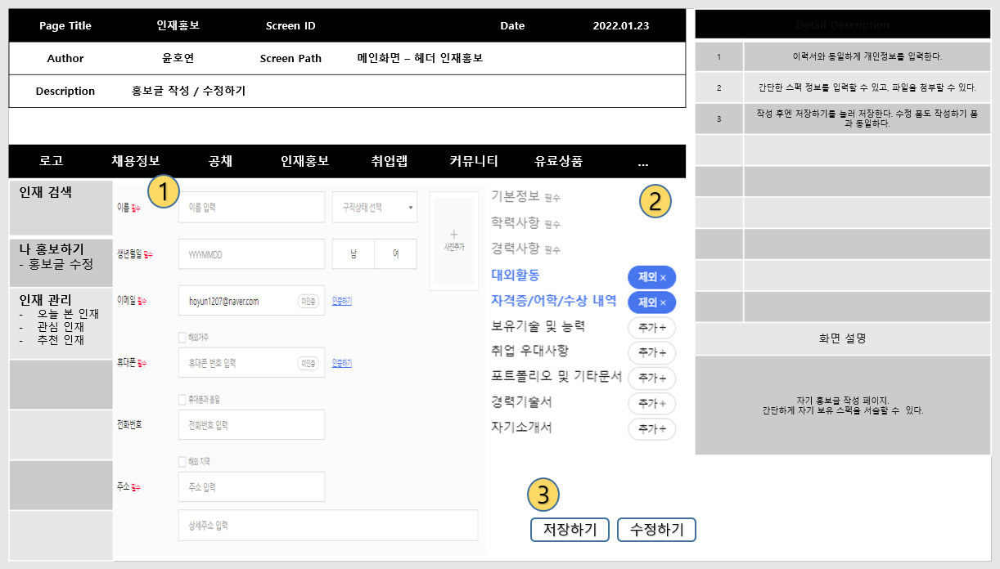 Page Title 인재홍보 Screen ID Date 2022.01.23
Author 윤호연 Screen Path 메인화면 – 헤더 인재홍보
Description 홍보글 작성 / 수정하기
로고 채용정보 공채 인재홍보 취업랩 커뮤니티 유료상품 ...
인재 검색
나 홍보하기
- 홍보글 수정
인재 관리
- 오늘 본 인재
- 관심 인재
- 추천 인재
1
이름 필수 이름 입력 구직상태 선택
+
사진추가
생년월일 필수 YYYYMMDD 남 여
이메일 필수 hoyun1207@naver.com 미인증 인증하기
해외거주
휴대폰 필수 휴대폰 번호 입력 미인증 인증하기
휴대폰과 동일
전화번호 전화번호 입력
해외 지역
주소 필수 주소 입력
상세주소 입력
2
기본정보 필수
학력사항 필수
경력사항 필수
대외활동 제외 ×
자격증/어학/수상 내역 제외 ×
보유기술 및 능력 추가 +
취업 우대사항 추가 +
포트폴리오 및 기타문서 추가 +
경력기술서 추가 +
자기소개서 추가 +
3
저장하기 수정하기
Detail Description
1 이력서와 동일하게 개인정보를 입력한다.
2 간단한 스펙 정보를 입력할 수 있고, 파일을 첨부할 수 있다.
3 작성 후엔 저장하기를 눌러 저장한다. 수정 폼도 작성하기 폼
과 동일하다.
화면 설명
자기 홍보글 작성 페이지.
간단하게 자기 보유 스펙을 서술할 수 있다.